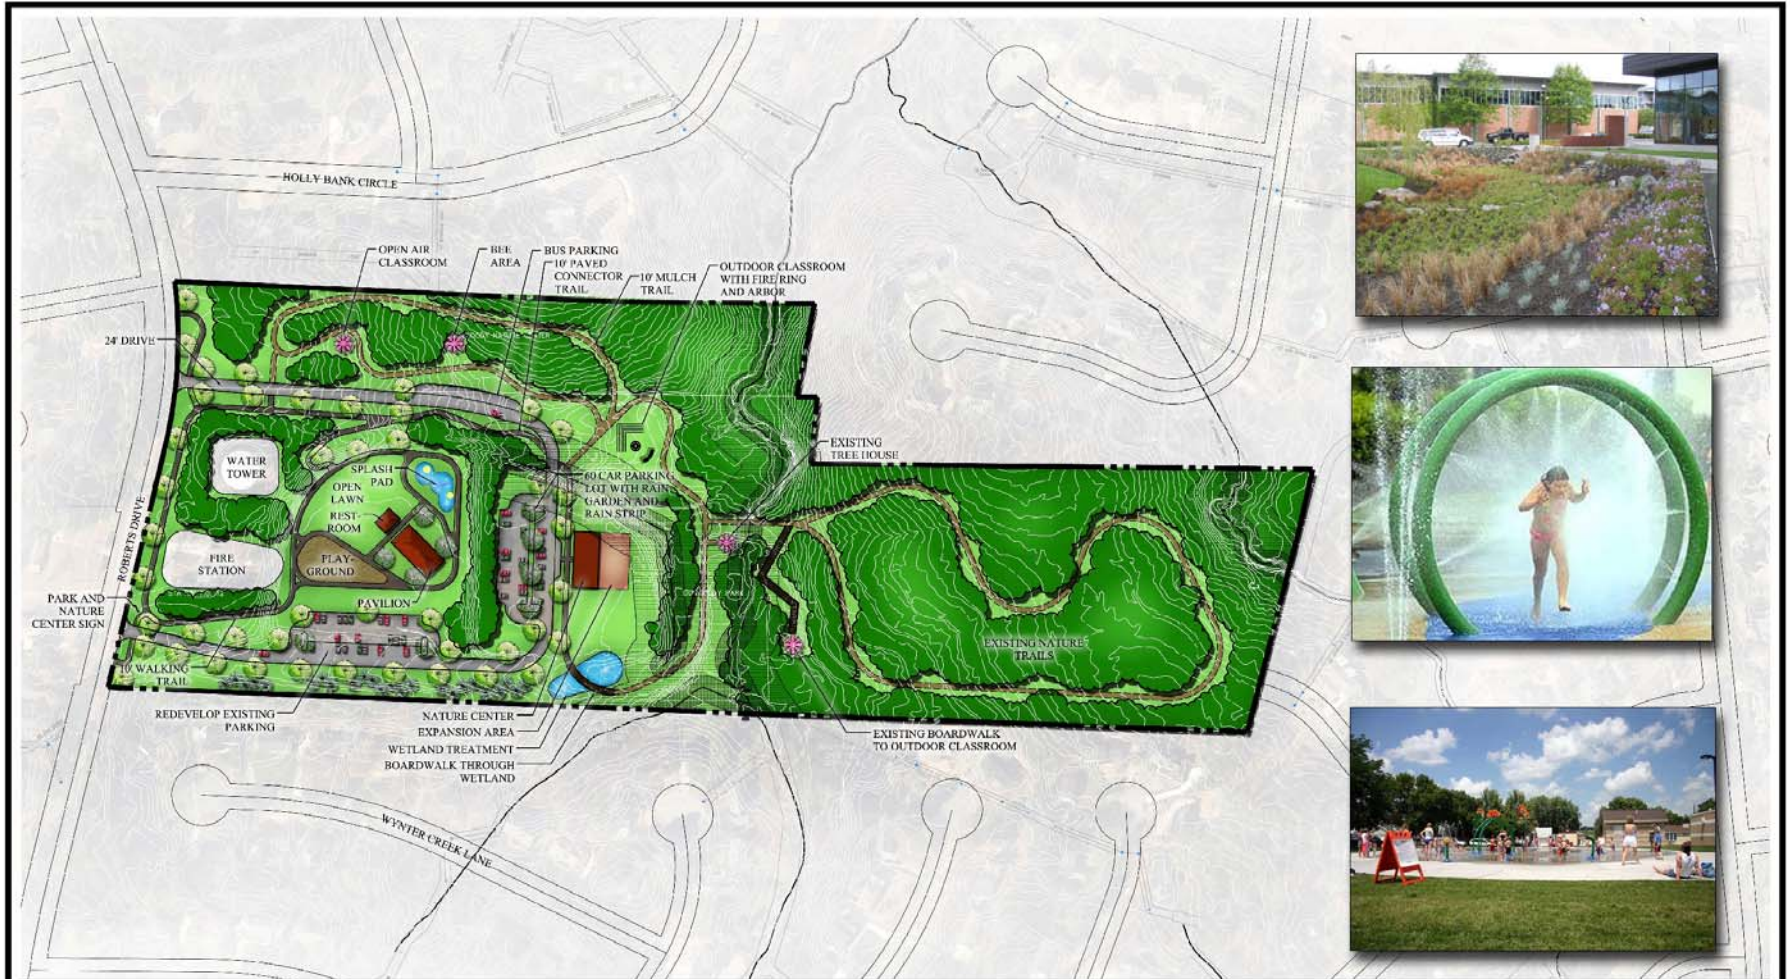 HOLLY BANK CIRCLE
OPEN AIR
CLASSROOM
BEE
AREA
BUS PARKING
10' PAVED
CONNECTOR
TRAIL
10' MULCH
TRAIL
OUTDOOR CLASSROOM
WITH FIRE RING
AND ARBOR
24' DRIVE
EXISTING
TREE HOUSE
WATER
TOWER
SPLASH
PAD
OPEN
LAWN
REST-
ROOM
60 CAR PARKING
LOT WITH RAIN
GARDEN AND
RAIN STRIP
ROBERTS DRIVE
FIRE
STATION
PLAY-
GROUND
PAVILION
PARK AND
NATURE
CENTER SIGN
10' WALKING
TRAIL
EXISTING NATURE
TRAILS
REDEVELOP EXISTING
PARKING
NATURE CENTER
EXPANSION AREA
WETLAND TREATMENT
BOARDWALK THROUGH
WETLAND
EXISTING BOARDWALK
TO OUTDOOR CLASSROOM
WYNTER CREEK LANE